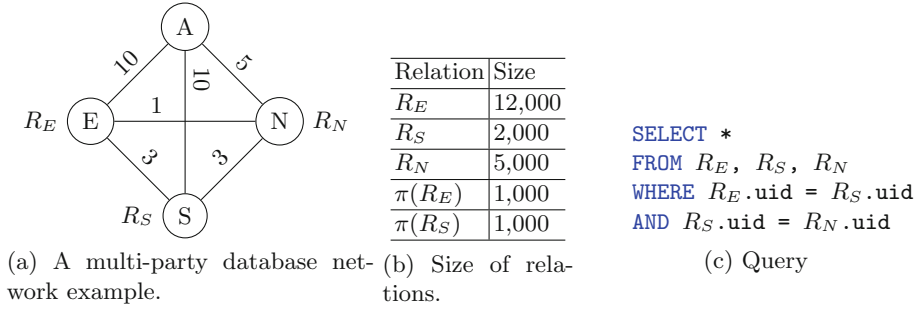 A
10
5
10
1
R_E
E
N
R_N
3
3
R_S
S
(a) A multi-party database net-
work example.
Relation Size
R_E 12,000
R_S 2,000
R_N 5,000
π(R_E) 1,000
π(R_S) 1,000
(b) Size of rela-
tions.
SELECT *
FROM R_E, R_S, R_N
WHERE R_E.uid = R_S.uid
AND R_S.uid = R_N.uid
(c) Query